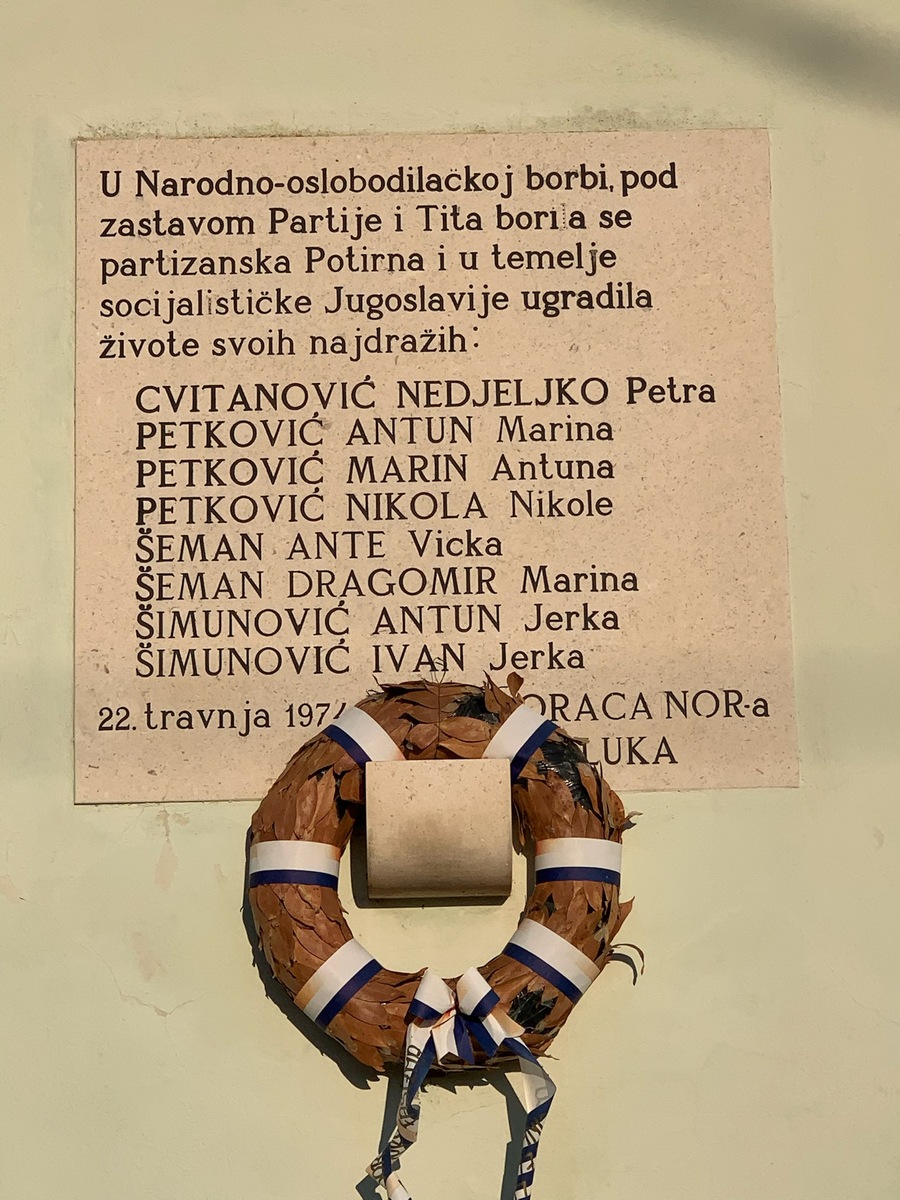 U Narodno-oslobodilačkoj borbi, pod
zastavom Partije i Tita borila se
partizanska Potirna i u temelje
socijalističke Jugoslavije ugradila
živote svoih najdražih:
CVITANOVIĆ NEDJELJKO Petra
PETKOVIĆ ANTUN Marina
PETKOVIĆ MARIN Antuna
PETKOVIĆ NIKOLA Nikole
ŠEMAN ANTE Vicka
ŠEMAN DRAGOMIR Marina
ŠIMUNOVIĆ ANTUN Jerka
ŠIMUNOVIĆ IVAN Jerka
22. travnja ORACA NOR-a
LUKA